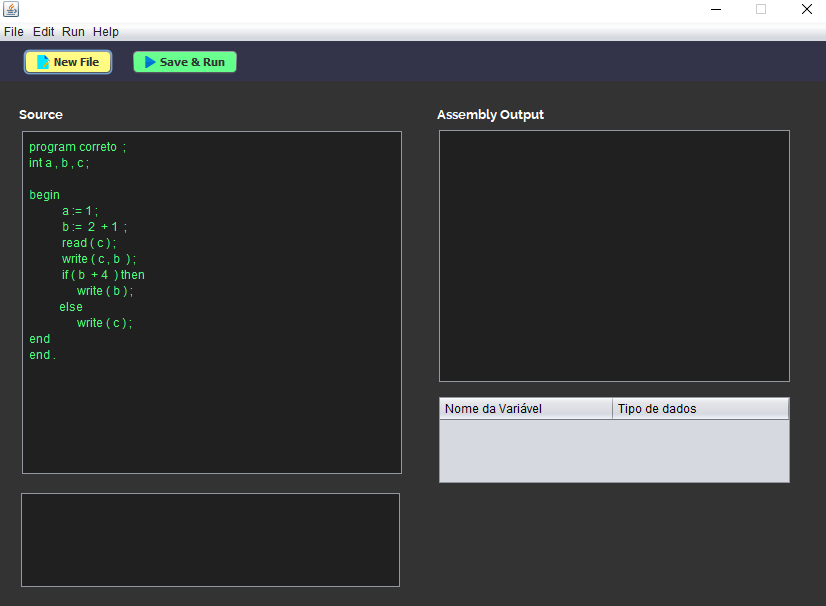 File Edit Run Help
New File Save & Run
Source
program correto ;
int a , b , c ;
begin
a := 1 ;
b := 2 + 1 ;
read ( c ) ;
write ( c , b ) ;
if ( b + 4 ) then
write ( b ) ;
else
write ( c ) ;
end
end .
Assembly Output
Nome da Variável Tipo de dados